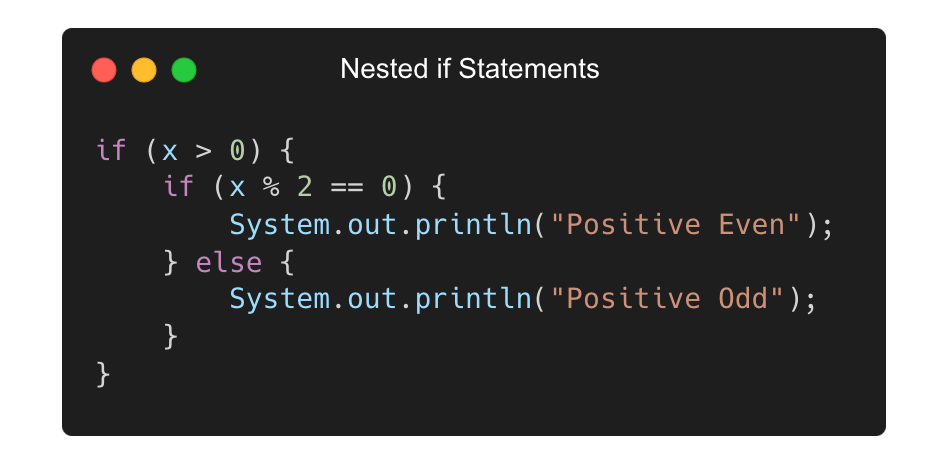 Nested if Statements
if (x > 0) {
    if (x % 2 == 0) {
        System.out.println("Positive Even");
    } else {
        System.out.println("Positive Odd");
    }
}